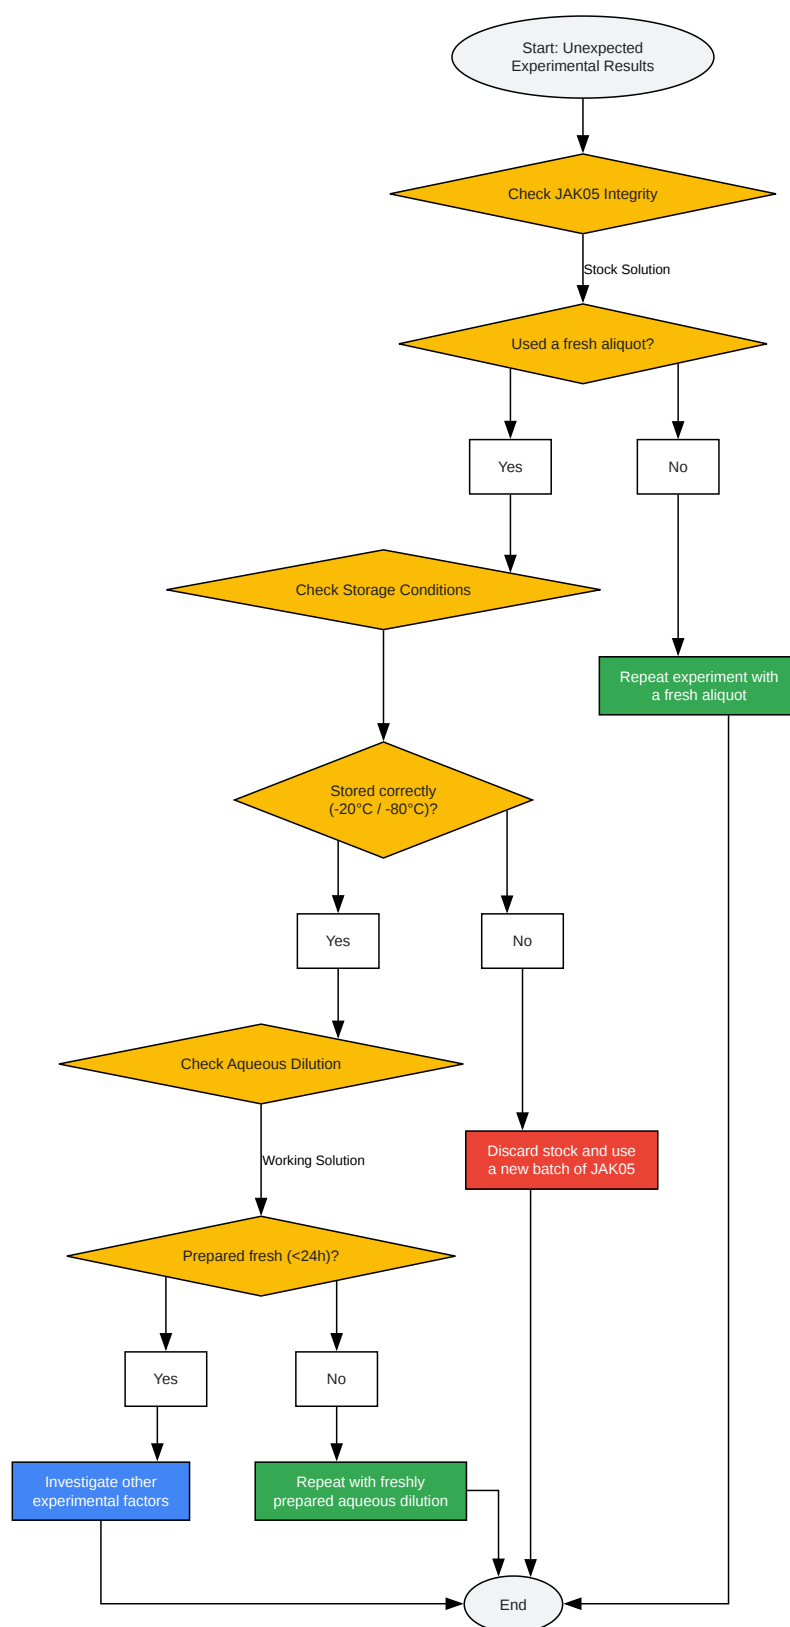 Start: Unexpected
Experimental Results
Check JAK05 Integrity
Stock Solution
Used a fresh aliquot?
Yes
No
Check Storage Conditions
Repeat experiment with
a fresh aliquot
Stored correctly
(-20°C / -80°C)?
Yes
No
Check Aqueous Dilution
Discard stock and use
a new batch of JAK05
Working Solution
Prepared fresh (<24h)?
Yes
No
Investigate other
experimental factors
Repeat with freshly
prepared aqueous dilution
End